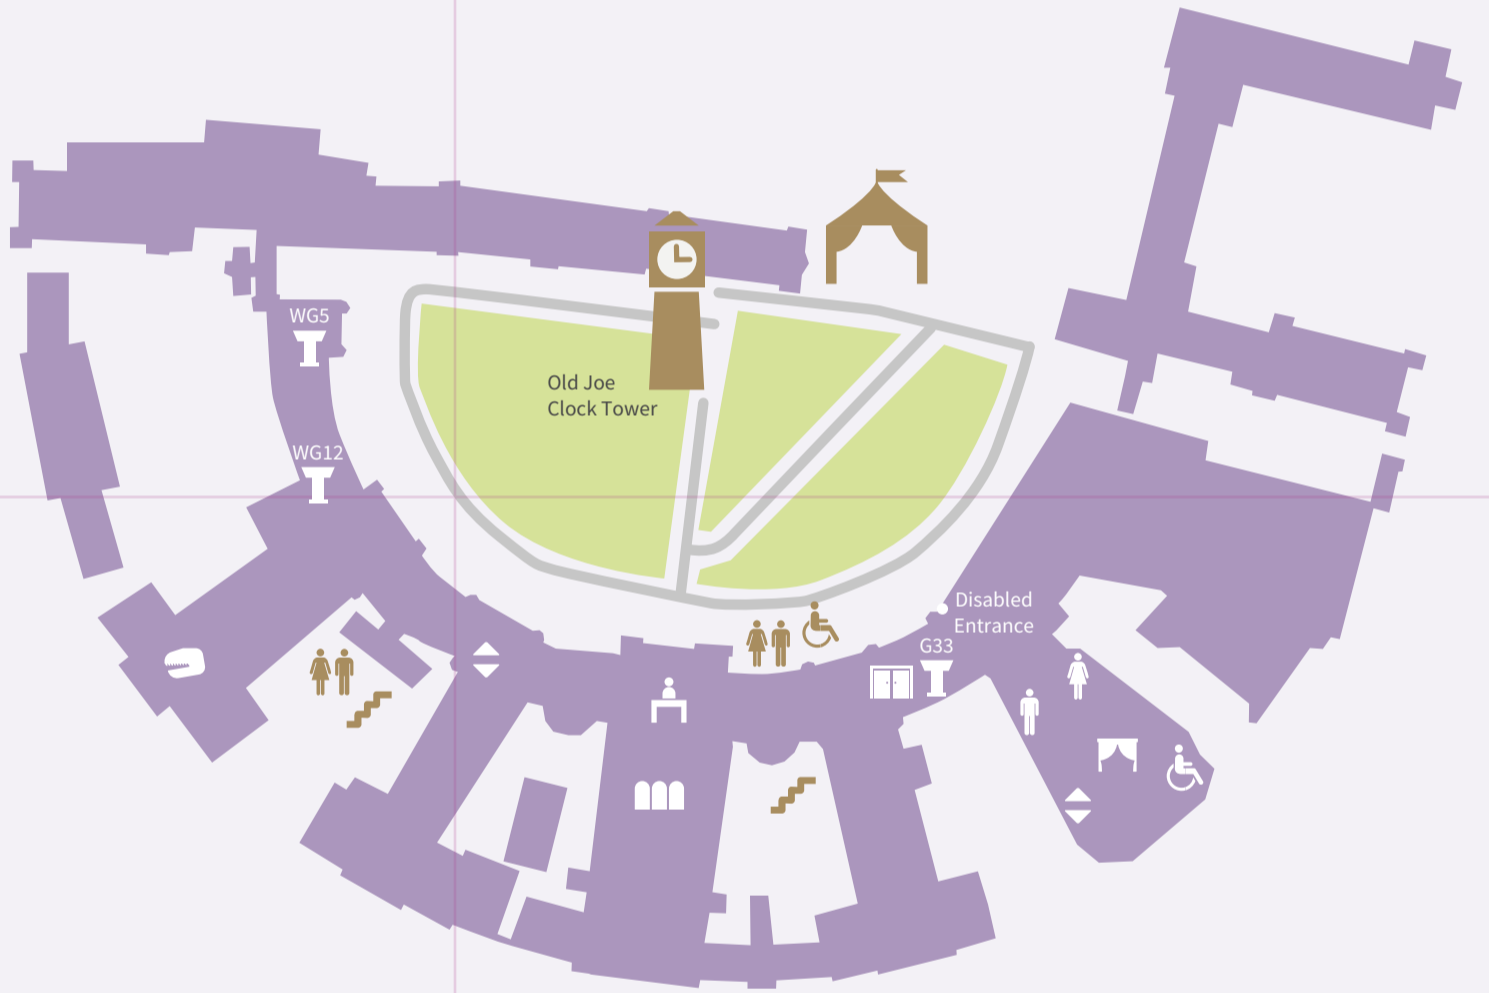 WG5
Old Joe
Clock Tower
WG12
Disabled
Entrance
G33